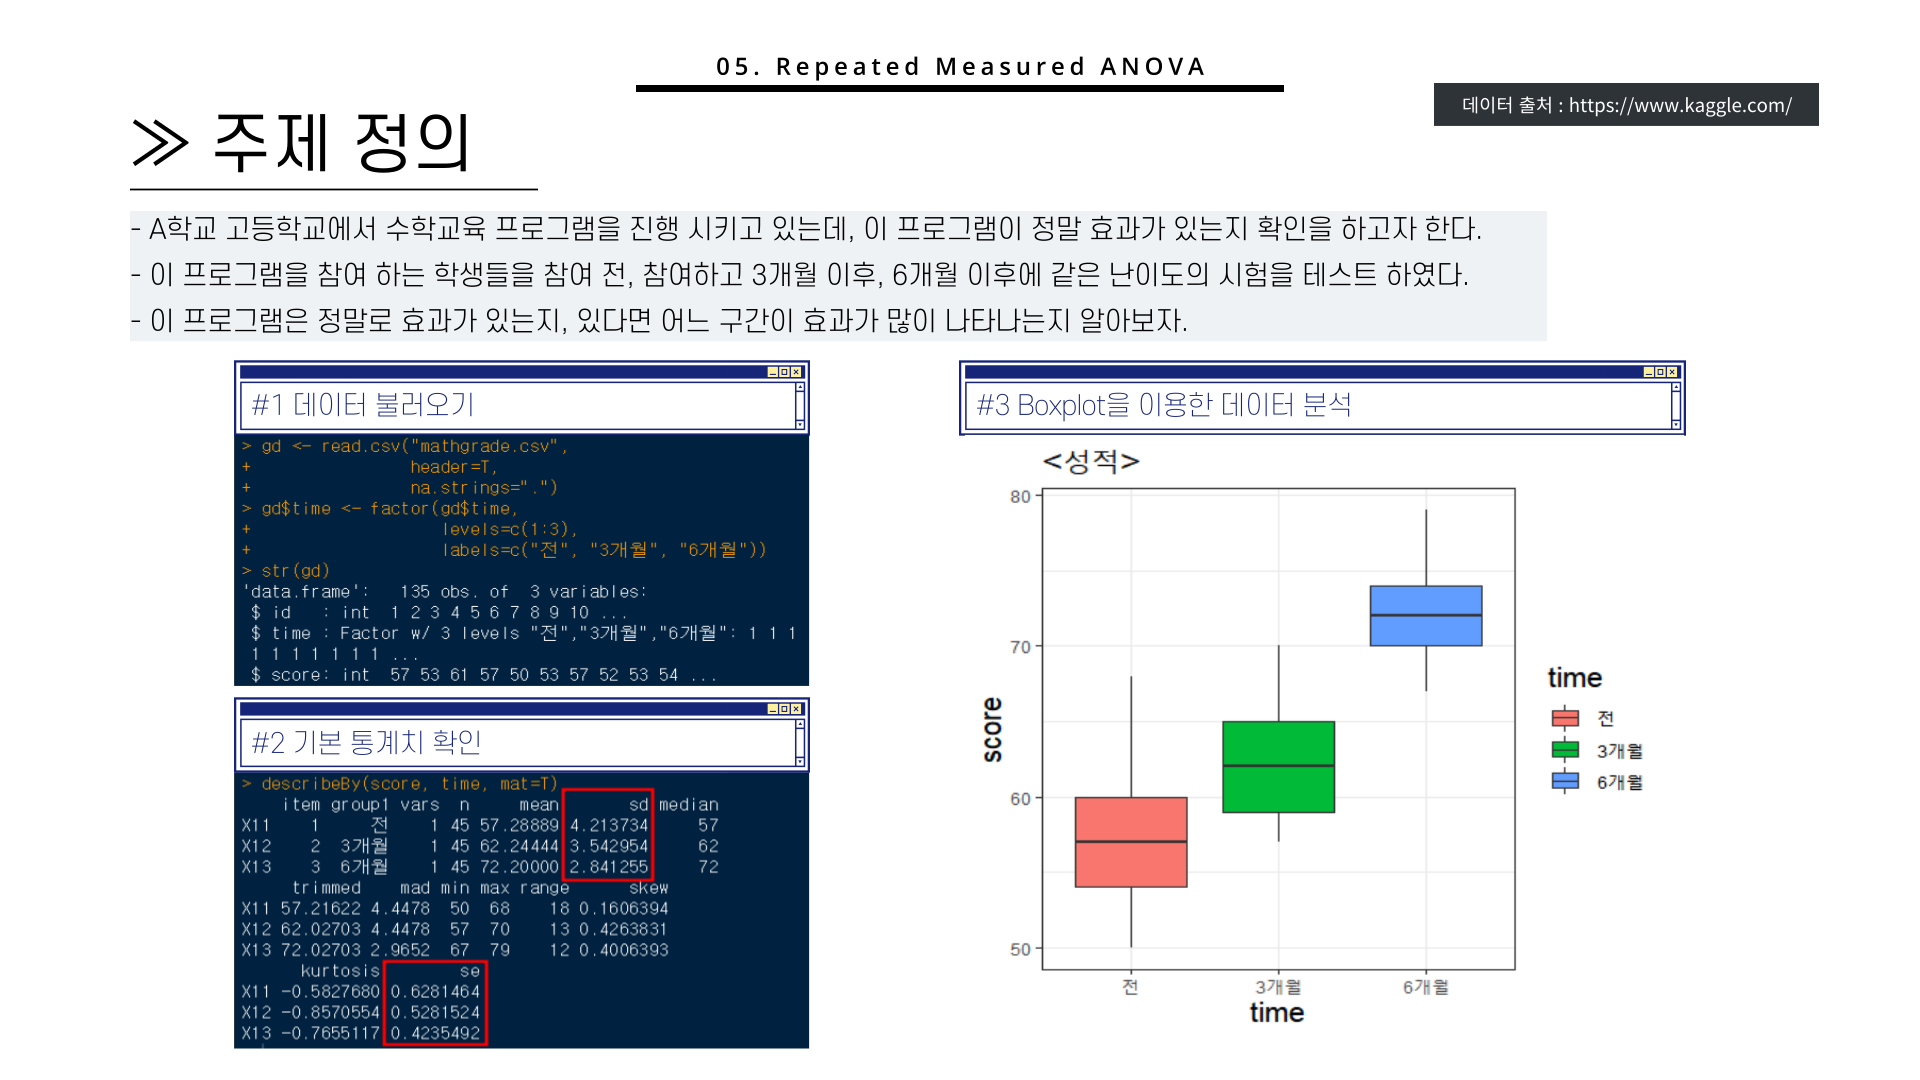 05. Repeated Measured ANOVA
데이터 출처 : https://www.kaggle.com/
≫ 주제 정의
- A학교 고등학교에서 수학교육 프로그램을 진행 시키고 있는데, 이 프로그램이 정말 효과가 있는지 확인을 하고자 한다.
- 이 프로그램을 참여 하는 학생들을 참여 전, 참여하고 3개월 이후, 6개월 이후에 같은 난이도의 시험을 테스트 하였다.
- 이 프로그램은 정말로 효과가 있는지, 있다면 어느 구간이 효과가 많이 나타나는지 알아보자.
#1 데이터 불러오기
> gd <- read.csv("mathgrade.csv",
+ header=T,
+ na.strings=".")
> gd$time <- factor(gd$time,
+ levels=c(1:3),
+ labels=c("전", "3개월", "6개월"))
> str(gd)
'data.frame': 135 obs. of 3 variables:
$ id : int 1 2 3 4 5 6 7 8 9 10 ...
$ time : Factor w/ 3 levels "전","3개월","6개월": 1 1 1
1 1 1 1 1 1 1 ...
$ score: int 57 53 61 57 50 53 57 52 53 54 ...
#2 기본 통계치 확인
> describeBy(score, time, mat=T)
item group1 vars n mean sd median
X11 1 전 1 45 57.28889 4.213734 57
X12 2 3개월 1 45 62.24444 3.542954 62
X13 3 6개월 1 45 72.20000 2.841255 72
trimmed mad min max range skew
X11 57.21622 4.4478 50 68 18 0.1606394
X12 62.02703 4.4478 57 70 13 0.4263831
X13 72.02703 2.9652 67 79 12 0.4006393
kurtosis se
X11 -0.5827680 0.6281464
X12 -0.8570554 0.5281524
X13 -0.7655117 0.4235492
#3 Boxplot을 이용한 데이터 분석
<성적>
80
70
60
50
score
전 3개월 6개월
time
time
전
3개월
6개월